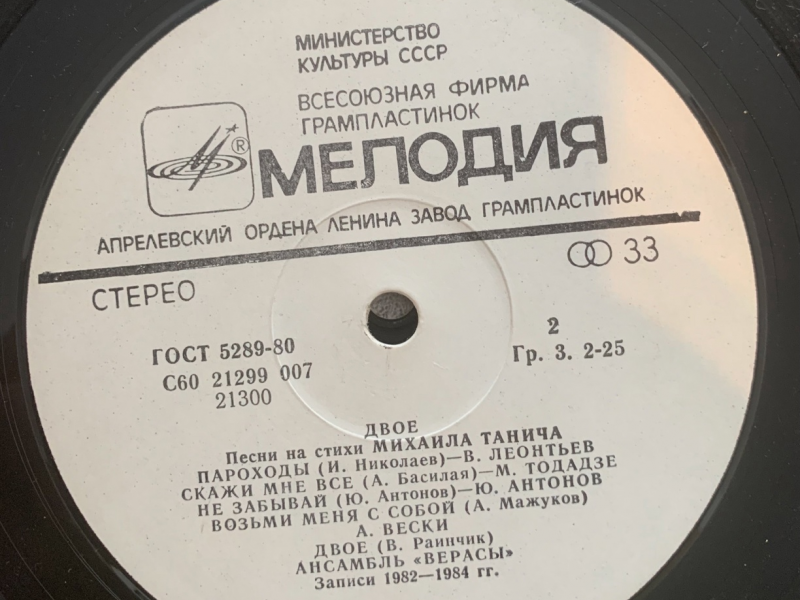 МИНИСТЕРСТВО
КУЛЬТУРЫ СССР
ВСЕСОЮЗНАЯ ФИРМА
ГРАМПЛАСТИНОК
® МЕЛОДИЯ
АПРЕЛЕВСКИЙ ОРДЕНА ЛЕНИНА ЗАВОД ГРАМПЛАСТИНОК
СТЕРЕО
33
ГОСТ 5289-80
С60 21299 007
21300
2
Гр. 3. 2-25
ДВОЕ
Песни на стихи МИХАИЛА ТАНИЧА
ПАРОХОДЫ (И. Николаев)—В. ЛЕОНТЬЕВ
СКАЖИ МНЕ ВСЕ (А. Басилая)—М. ТОДАДЗЕ
НЕ ЗАБЫВАЙ (Ю. Антонов)—Ю. АНТОНОВ
ВОЗЬМИ МЕНЯ С СОБОЙ (А. Мажуков)
А. ВЕСКИ
ДВОЕ (В. Раинчик)
АНСАМБЛЬ «ВЕРАСЫ»
Записи 1982—1984 гг.